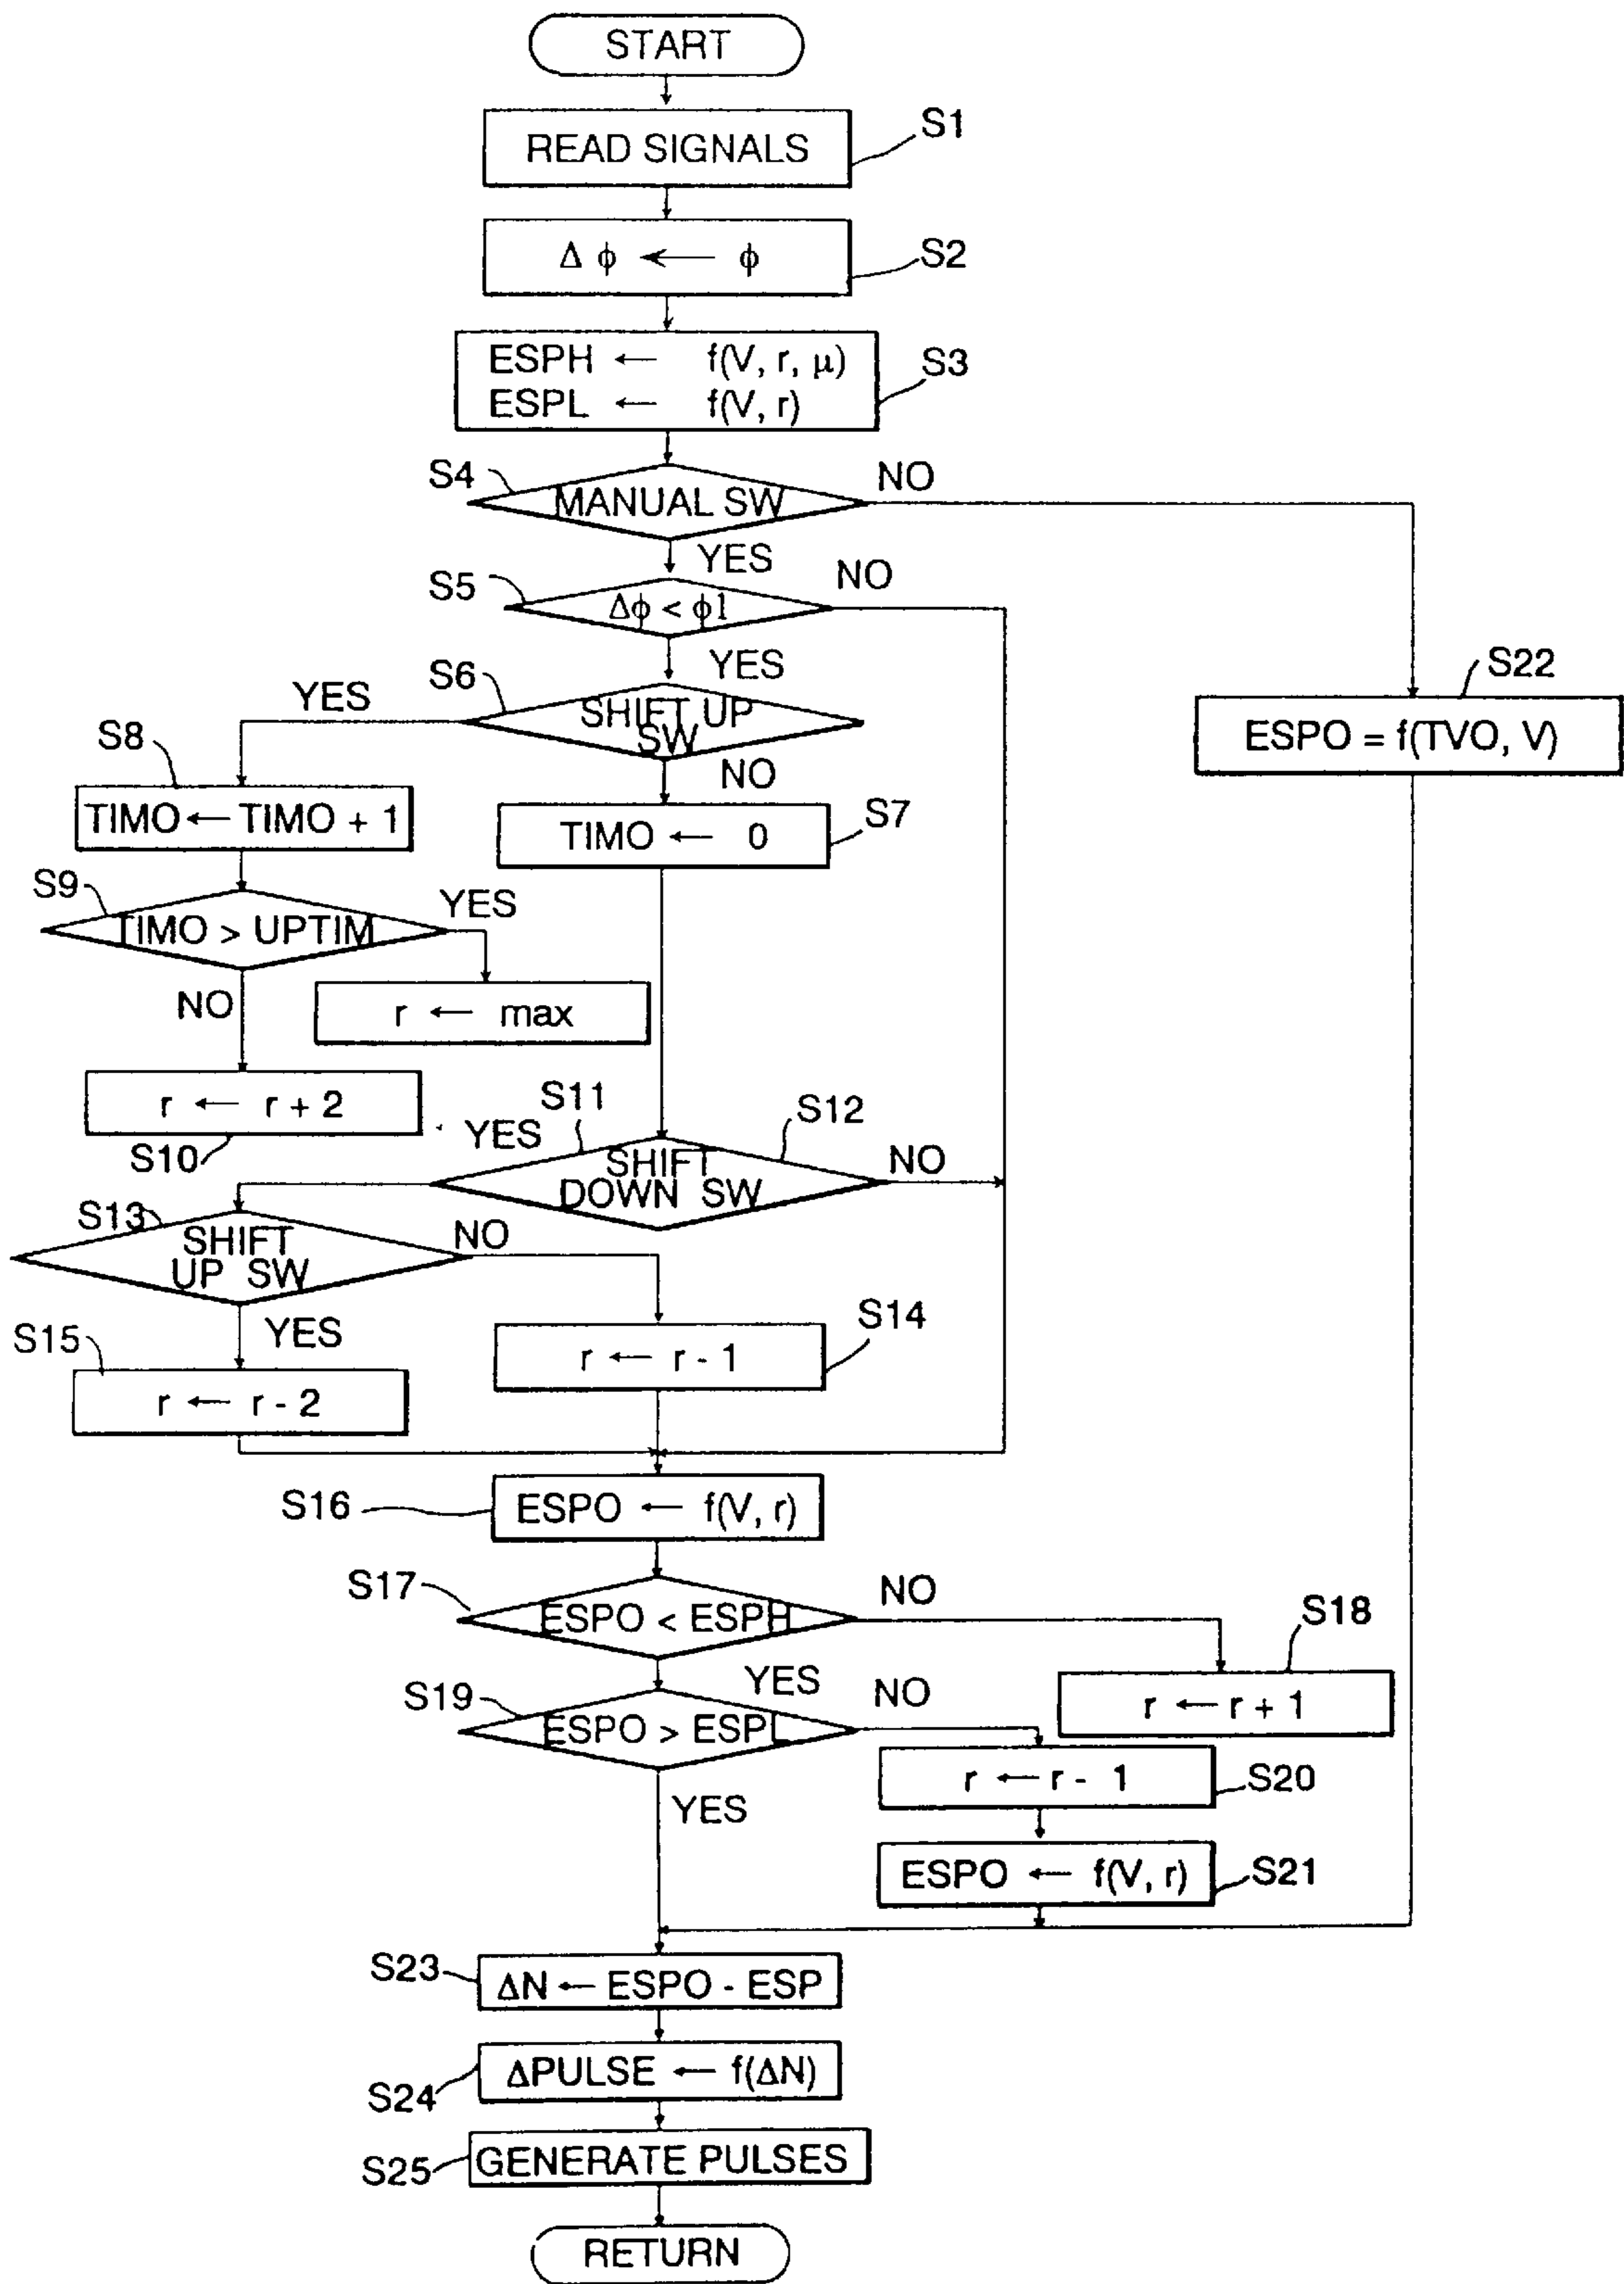 START
READ SIGNALS
S1
Δ ϕ ← ϕ
S2
ESPH ← f(V, r, μ)
ESPL ← f(V, r)
S3
S4
MANUAL SW
NO
YES
S5
Δϕ < ϕ1
NO
YES
S6
SHIFT UP
SW
YES
NO
S22
ESPO = f(TVO, V)
S8
TIMO ← TIMO + 1
TIMO ← 0
S7
S9
TIMO > UPTIM
YES
NO
r ← max
r ← r + 2
S10
S11
S12
YES
SHIFT
DOWN SW
NO
S13
SHIFT
UP SW
NO
YES
S14
r ← r - 1
S15
r ← r - 2
S16
ESPO ← f(V, r)
S17
ESPO < ESPH
NO
YES
S18
r ← r + 1
S19
ESPO > ESPL
NO
YES
r ← r - 1
S20
ESPO ← f(V, r)
S21
S23
ΔN ← ESPO - ESP
S24
ΔPULSE ← f(ΔN)
S25
GENERATE PULSES
RETURN